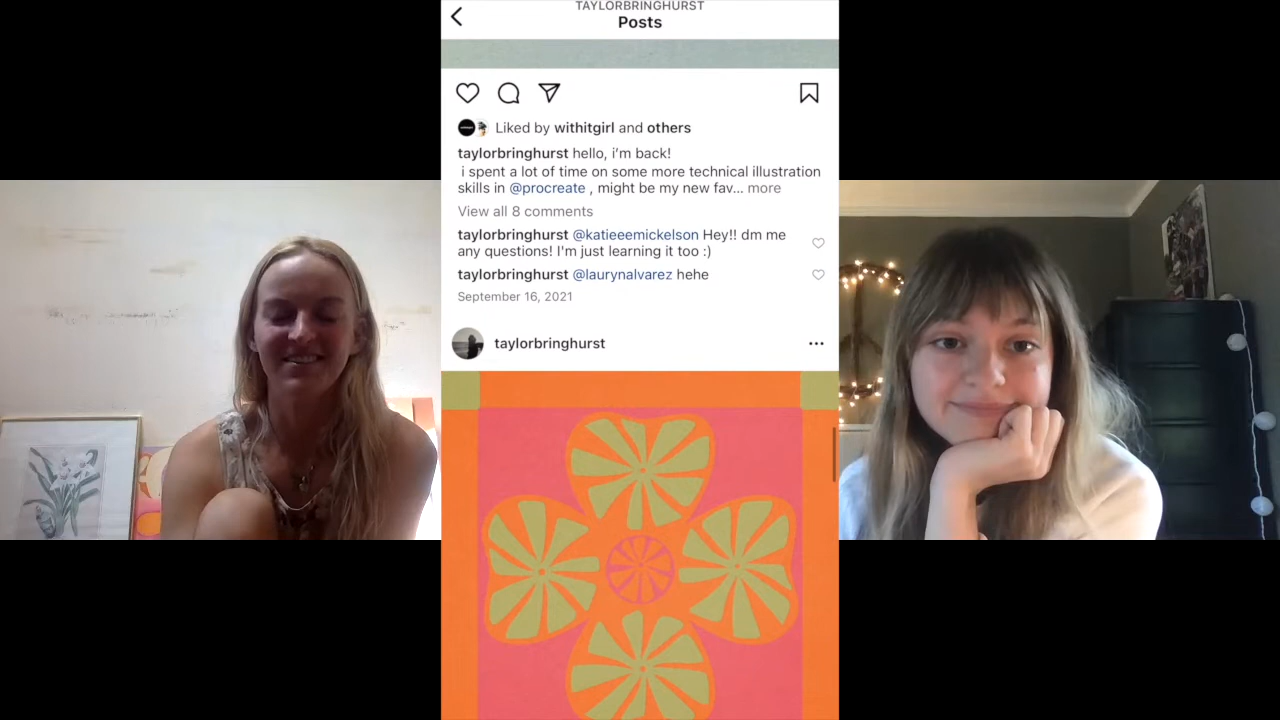 TAYLORBRINGHURST
Posts
Liked by withitgirl and others
taylorbringhurst hello, i'm back!
i spent a lot of time on some more technical illustration
skills in @procreate , might be my new fav... more
View all 8 comments
taylorbringhurst @katieeemickelson Hey!! dm me
any questions! I'm just learning it too :)
taylorbringhurst @laurynalvarez hehe
September 16, 2021
taylorbringhurst